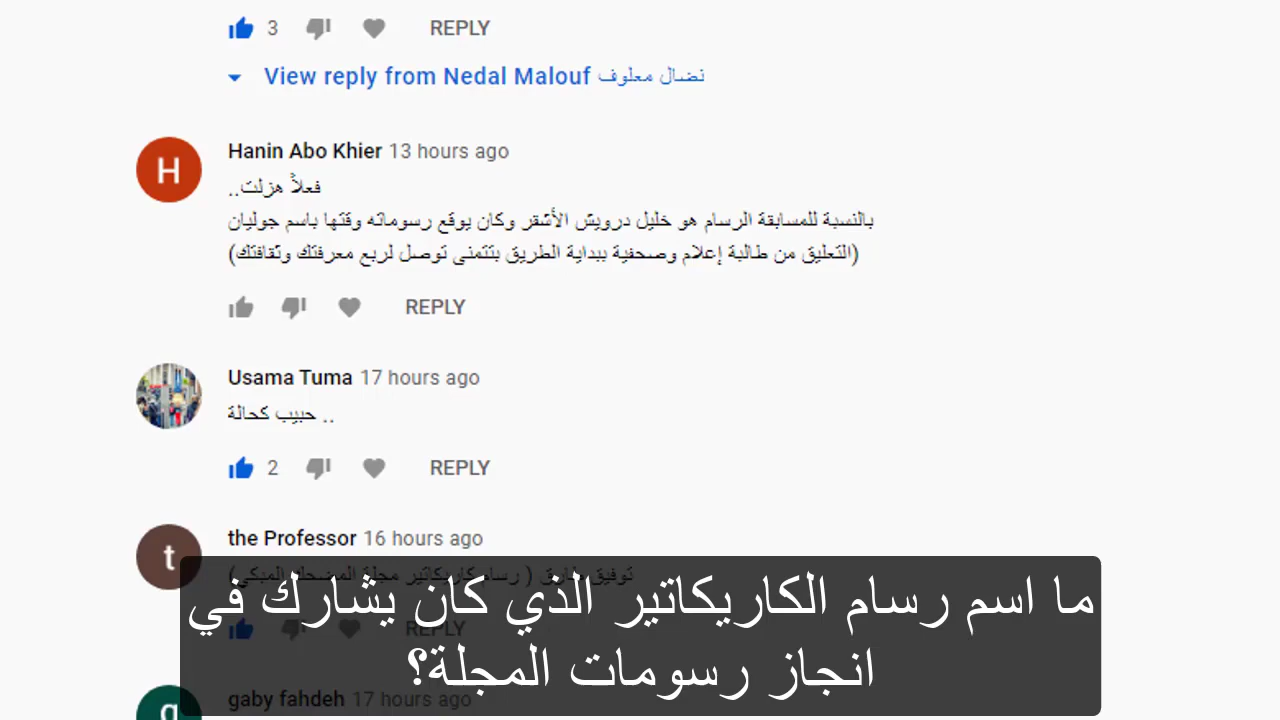 3 REPLY
View reply from Nedal Malouf نضال معلوف
H
Hanin Abo Khier 13 hours ago
فعلاً هزلت..
بالنسبة للمسابقة الرسام هو خليل درويش الأشقر وكان يوقع رسوماته وقتها باسم جوليان
(التعليق من طالبة إعلام وصحفية ببداية الطريق بتتمنى توصل لربع معرفتك وثقافتك)
REPLY
Usama Tuma 17 hours ago
حبيب كحالة ..
2 REPLY
t
the Professor 16 hours ago
توفيق طارق ( رسام كاريكاتير مجلة المضحك المبكي)
REPLY
ما اسم رسام الكاريكاتير الذي كان يشارك في
انجاز رسومات المجلة؟
g
gaby fahdeh 17 hours ago